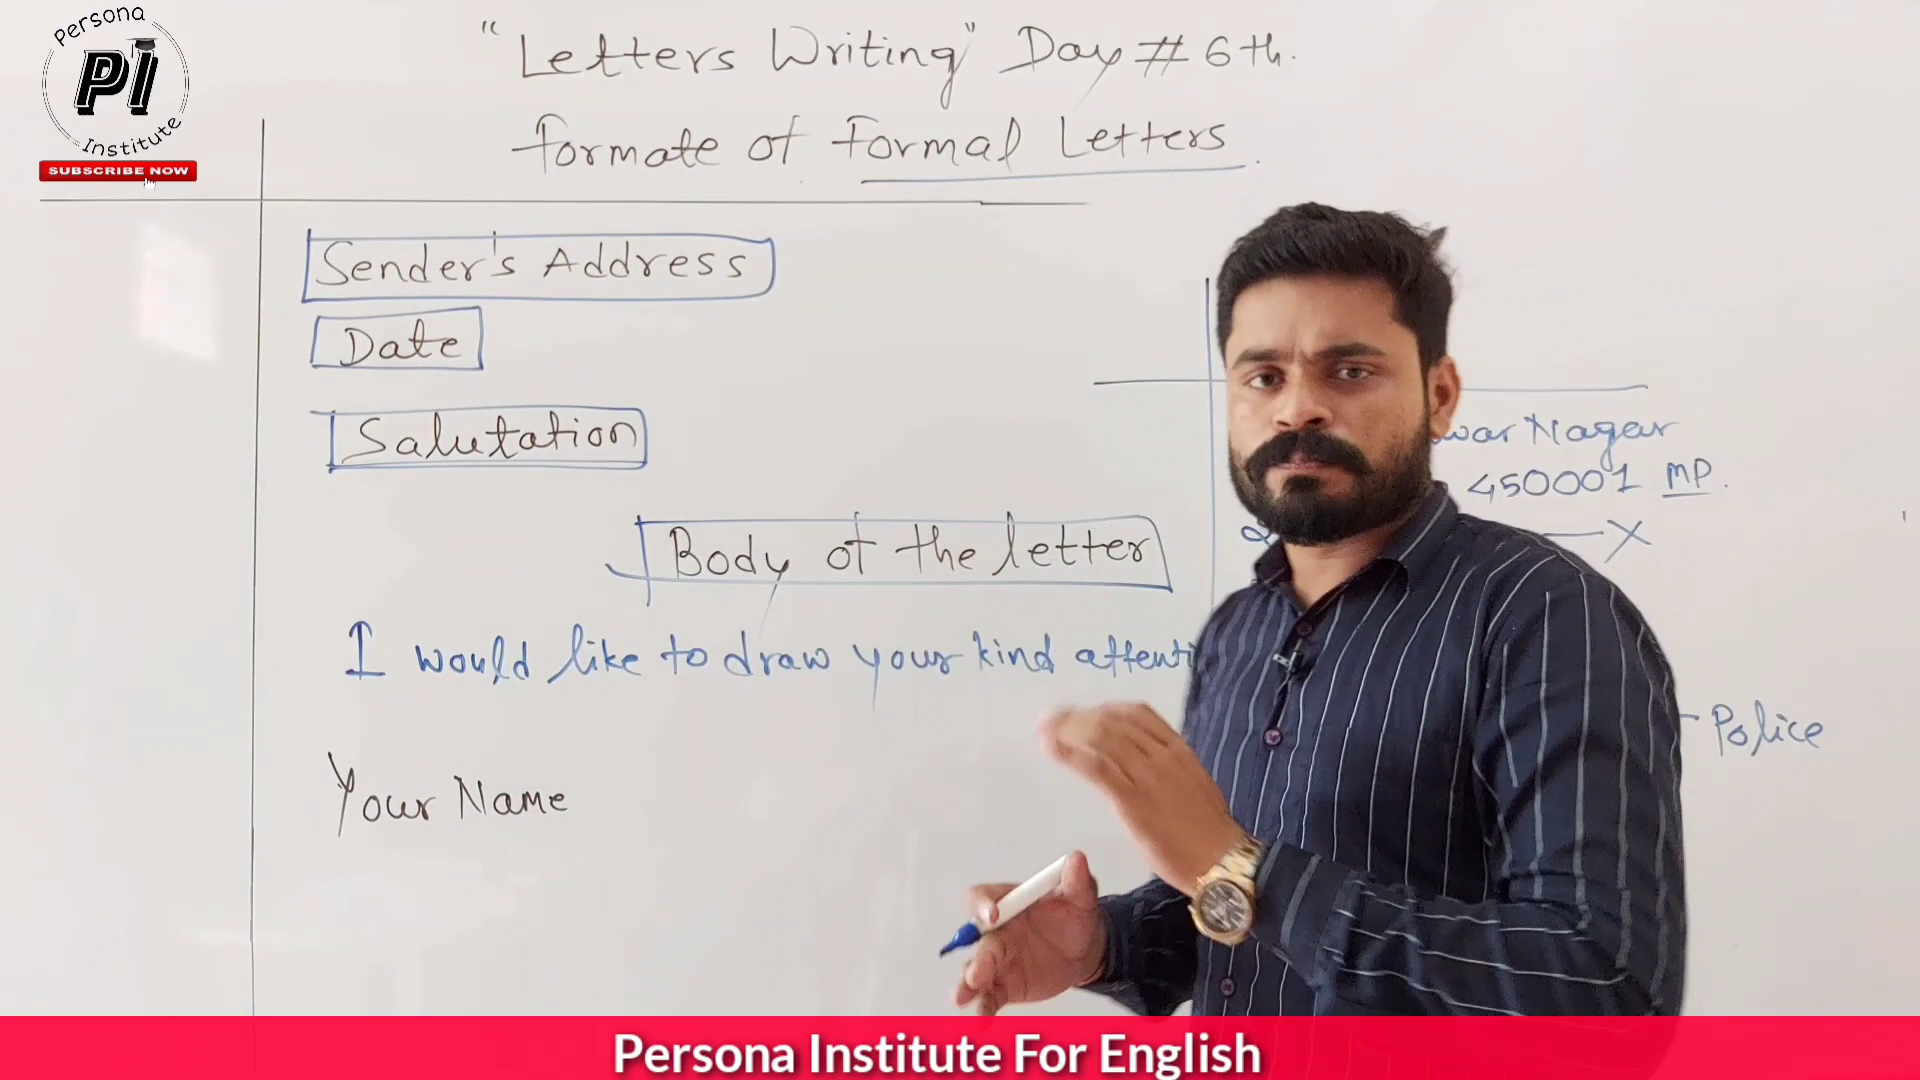 Persona
PI
Institute
SUBSCRIBE NOW
"Letters Writing" Day # 6th.
formate of Formal Letters.
Sender's Address
Date
Salutation
Body of the letter
I would like to draw your kind attenti
Your Name
war Nagar
450001 MP.
X
Police
Persona Institute For English